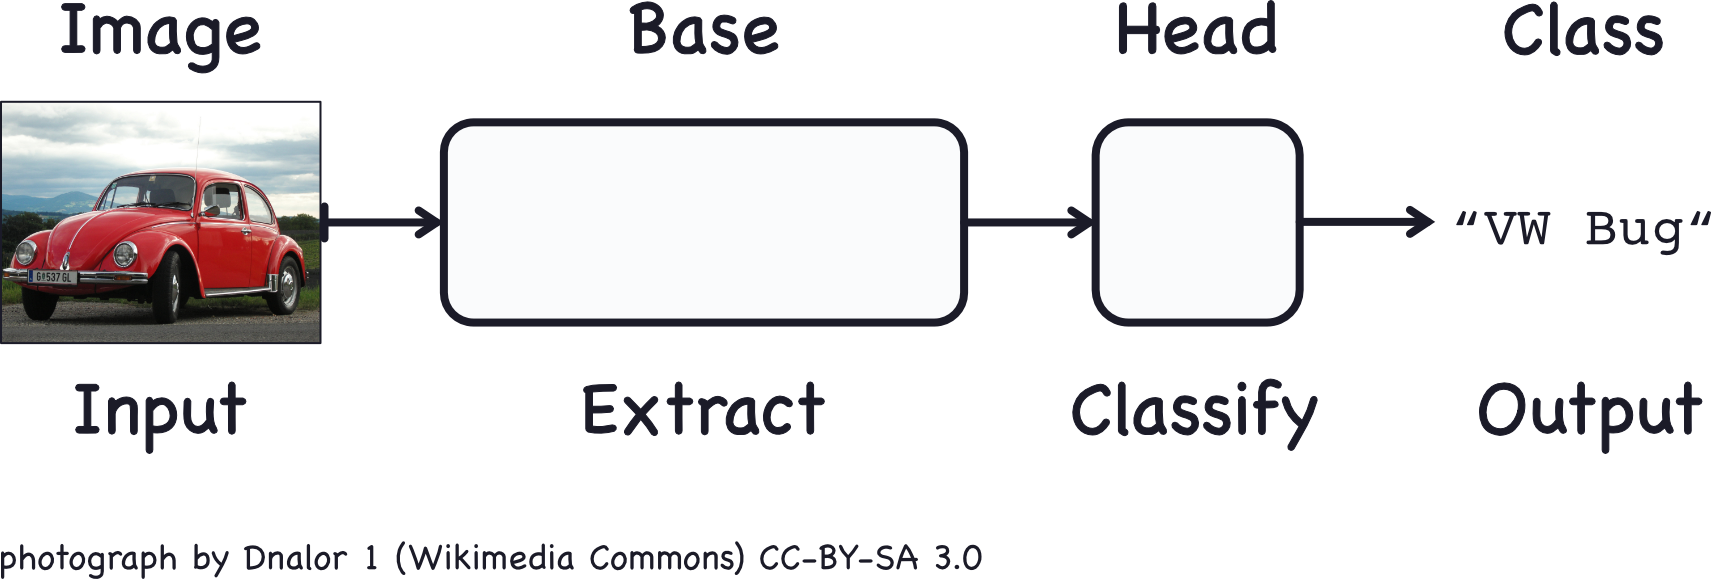 Image Base Head Class
G 537 GL
“VW Bug“
Input Extract Classify Output
photograph by Dnalor 1 (Wikimedia Commons) CC-BY-SA 3.0